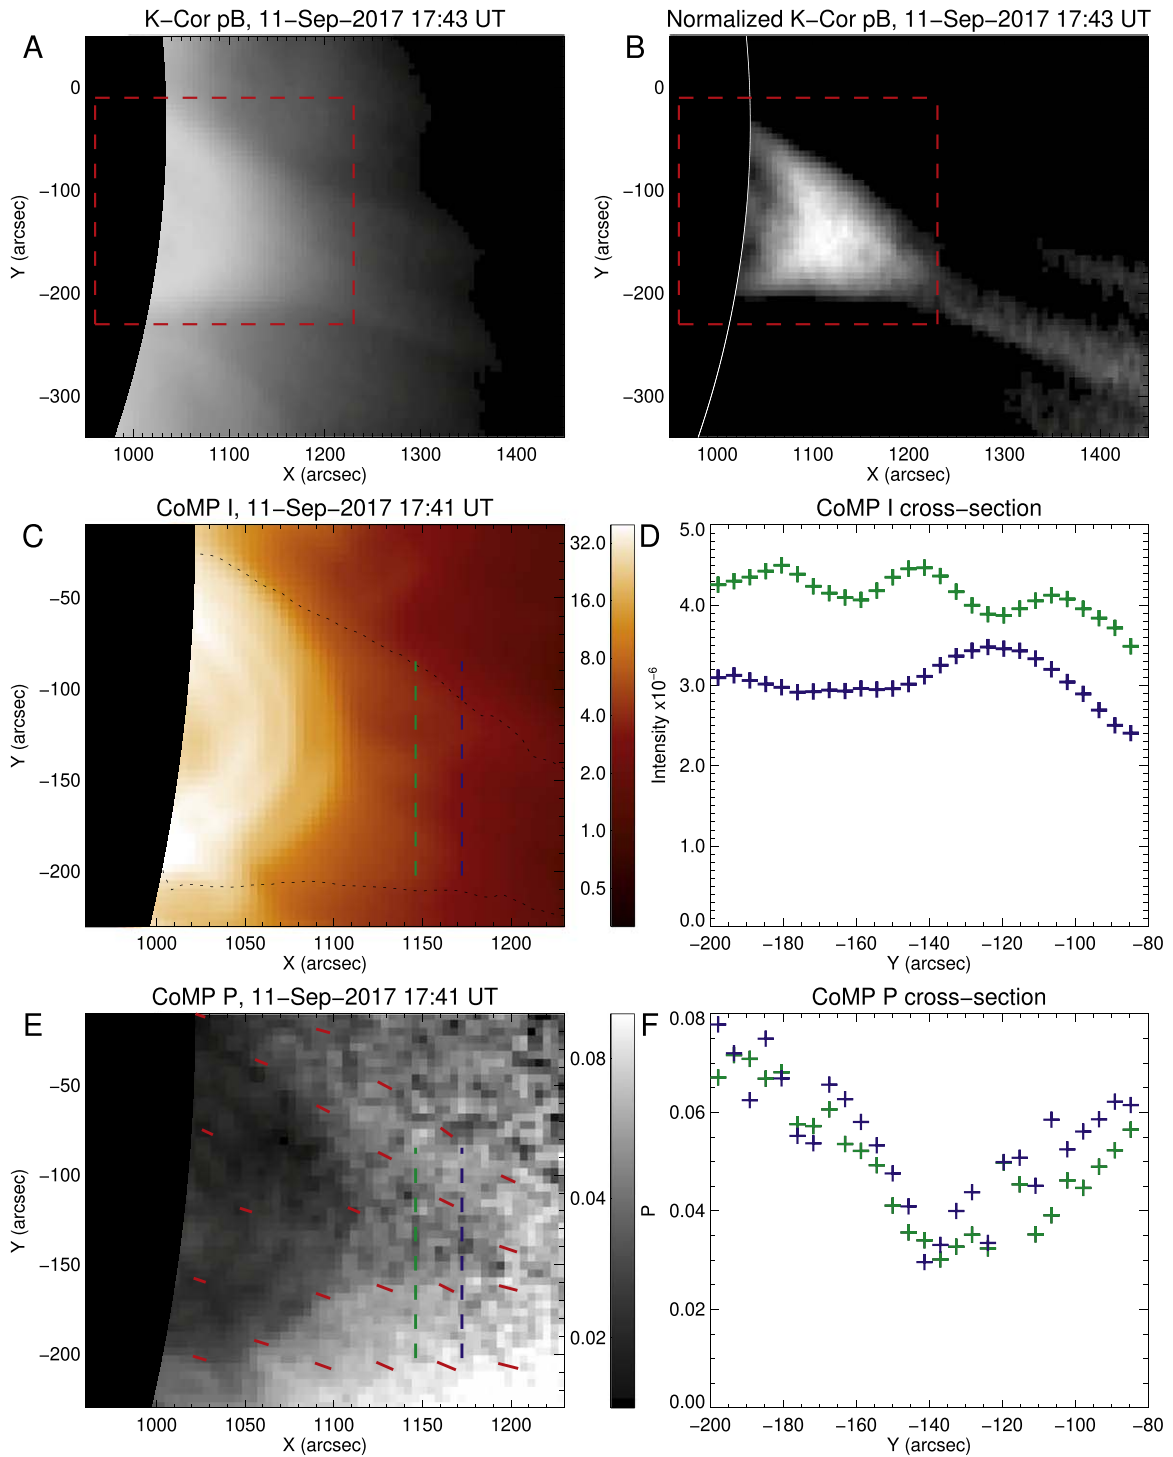 K−Cor pB, 11−Sep−2017 17:43 UT
A
0
−100
−200
−300
Y (arcsec)
1000 1100 1200 1300 1400
X (arcsec)
Normalized K−Cor pB, 11−Sep−2017 17:43 UT
B
0
−100
−200
−300
Y (arcsec)
1000 1100 1200 1300 1400
X (arcsec)
CoMP I, 11−Sep−2017 17:41 UT
C
−50
−100
−150
−200
Y (arcsec)
1000 1050 1100 1150 1200
X (arcsec)
32.0
16.0
8.0
4.0
2.0
1.0
0.5
CoMP I cross−section
D
5.0
4.0
3.0
2.0
1.0
0.0
Intensity x10⁻⁶
−200 −180 −160 −140 −120 −100 −80
Y (arcsec)
CoMP P, 11−Sep−2017 17:41 UT
E
−50
−100
−150
−200
Y (arcsec)
1000 1050 1100 1150 1200
X (arcsec)
0.08
0.04
0.02
CoMP P cross−section
F
0.08
0.06
0.04
0.02
0.00
P
−200 −180 −160 −140 −120 −100 −80
Y (arcsec)